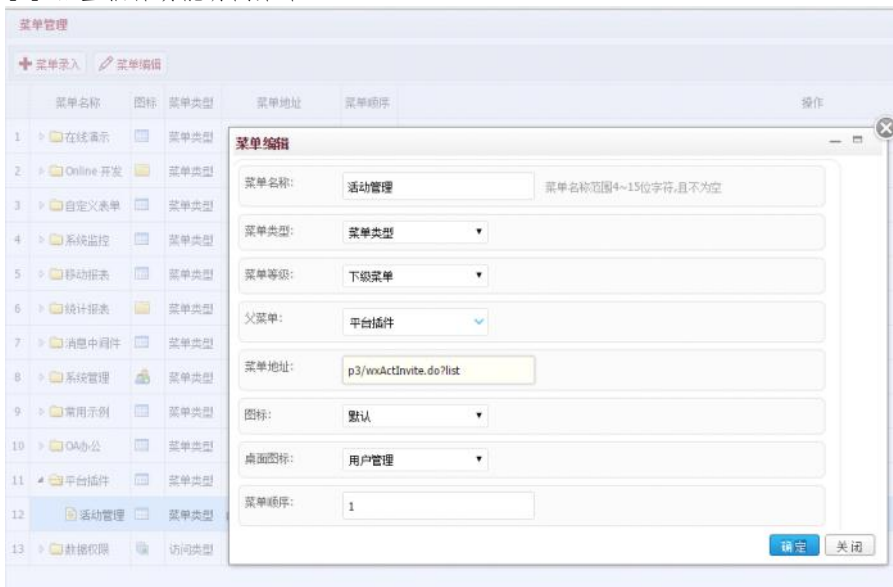 菜单管理
菜单录入 菜单编辑
菜单名称 图标 菜单类型 菜单地址 菜单顺序 操作
1 在线演示 菜单类型
2 Online 开发 菜单类型
3 自定义表单 菜单类型
4 系统监控 菜单类型
5 移动报表 菜单类型
6 统计报表 菜单类型
7 消息中间件 菜单类型
8 系统管理 菜单类型
9 常用示例 菜单类型
10 OA办公 菜单类型
11 平台插件 菜单类型
12 活动管理 菜单类型
13 数据权限 访问类型
菜单编辑
菜单名称: 活动管理 菜单名称范围4~15位字符,且不为空
菜单类型: 菜单类型
菜单等级: 下级菜单
父菜单: 平台插件
菜单地址: p3/wxActInvite.do?list
图标: 默认
桌面图标: 用户管理
菜单顺序: 1
确定 关闭